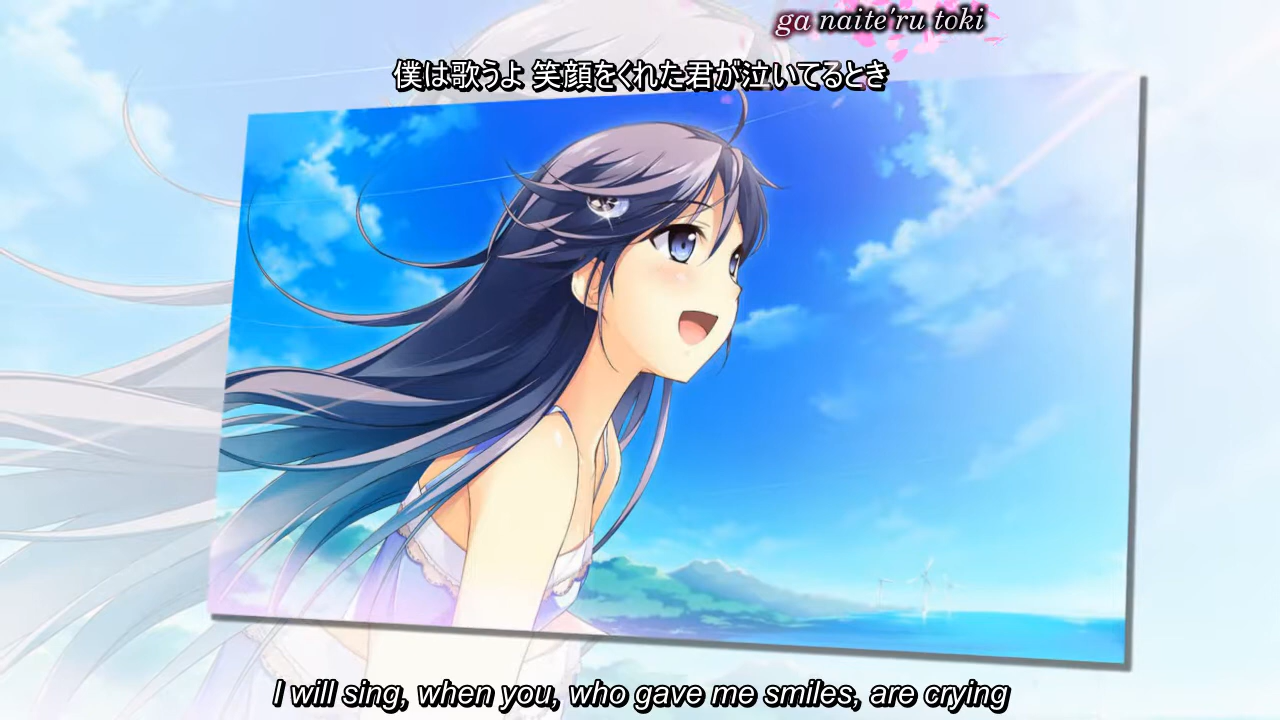 ga naite'ru toki
僕は歌うよ 笑顔をくれた君が泣いてるとき
I will sing, when you, who gave me smiles, are crying